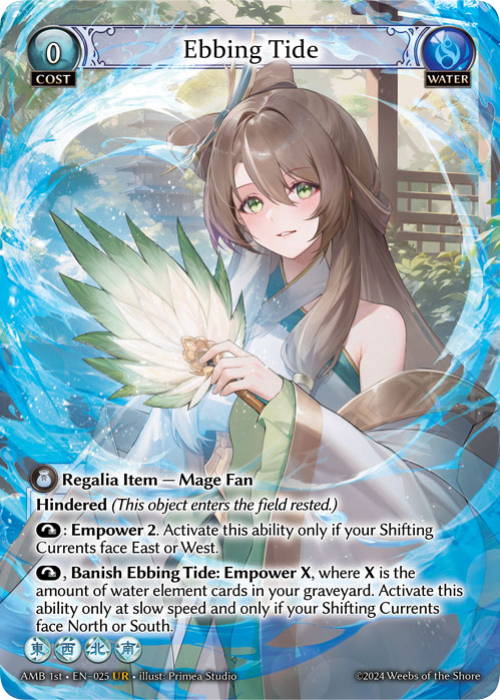 0
COST
Ebbing Tide
WATER
Regalia Item — Mage Fan
Hindered (This object enters the field rested.)
: Empower 2. Activate this ability only if your Shifting
Currents face East or West.
, Banish Ebbing Tide: Empower X, where X is the
amount of water element cards in your graveyard. Activate this
ability only at slow speed and only if your Shifting Currents
face North or South.
東 西 北 南
AMB 1st • EN-025 UR • illust: Primea Studio
©2024 Weebs of the Shore